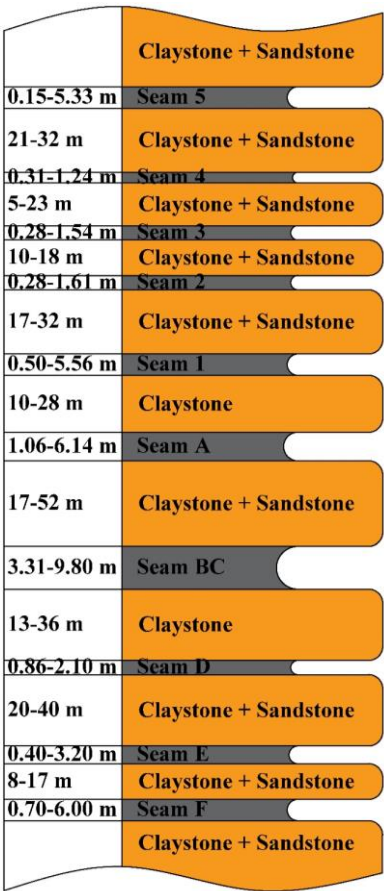 Claystone + Sandstone
0.15-5.33 m Seam 5
21-32 m Claystone + Sandstone
0.31-1.24 m Seam 4
5-23 m Claystone + Sandstone
0.28-1.54 m Seam 3
10-18 m Claystone + Sandstone
0.28-1.61 m Seam 2
17-32 m Claystone + Sandstone
0.50-5.56 m Seam 1
10-28 m Claystone
1.06-6.14 m Seam A
17-52 m Claystone + Sandstone
3.31-9.80 m Seam BC
13-36 m Claystone
0.86-2.10 m Seam D
20-40 m Claystone + Sandstone
0.40-3.20 m Seam E
8-17 m Claystone + Sandstone
0.70-6.00 m Seam F
Claystone + Sandstone